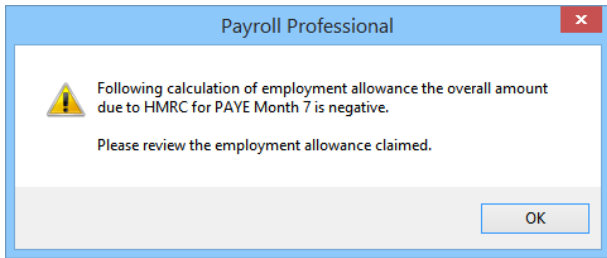 Payroll Professional
x
Following calculation of employment allowance the overall amount
due to HMRC for PAYE Month 7 is negative.
Please review the employment allowance claimed.
OK